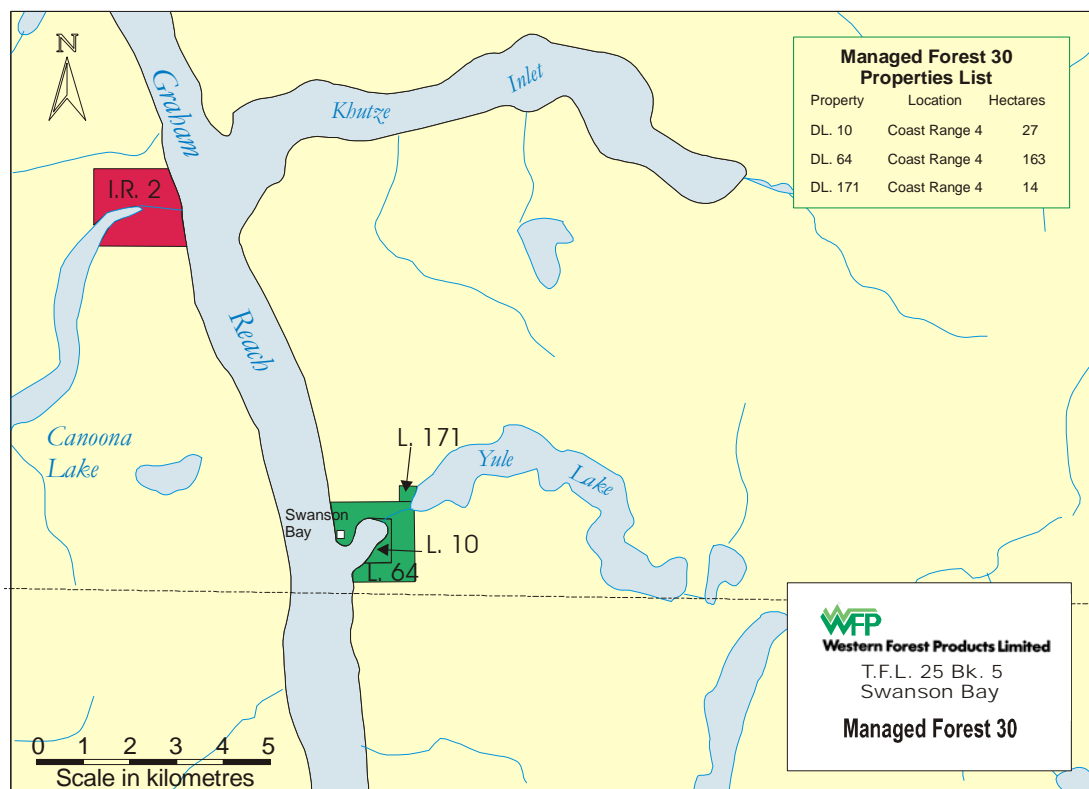 N
Graham
Reach
Khutze
Inlet
Managed Forest 30
Properties List
Property Location Hectares
DL. 10 Coast Range 4 27
DL. 64 Coast Range 4 163
DL. 171 Coast Range 4 14
I.R. 2
Canoona
Lake
L. 171
Yule
Lake
Swanson
Bay
L. 10
L. 64
WFP
Western Forest Products Limited
T.F.L. 25 Bk. 5
Swanson Bay
Managed Forest 30
0 1 2 3 4 5
Scale in kilometres